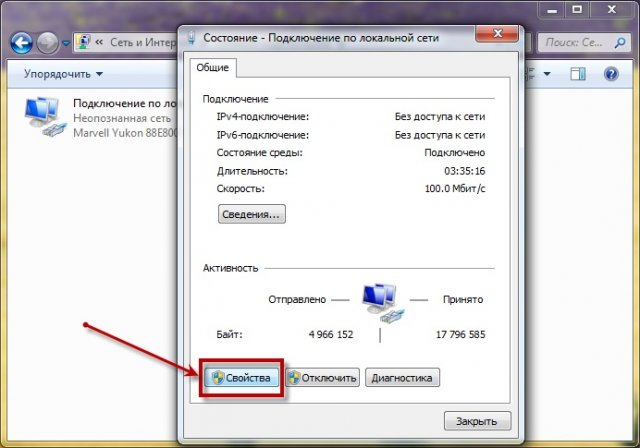 Сеть и Интер
Поиск: Се...
Упорядочить
Подключение по ло
Неопознанная сеть
Marvell Yukon 88E800
Состояние - Подключение по локальной сети
Общие
Подключение
IPv4-подключение: Без доступа к сети
IPv6-подключение: Без доступа к сети
Состояние среды: Подключено
Длительность: 03:35:16
Скорость: 100.0 Мбит/с
Сведения...
Активность
Отправлено — — Принято
Байт: 4 966 152 | 17 796 585
Свойства Отключить Диагностика
Закрыть